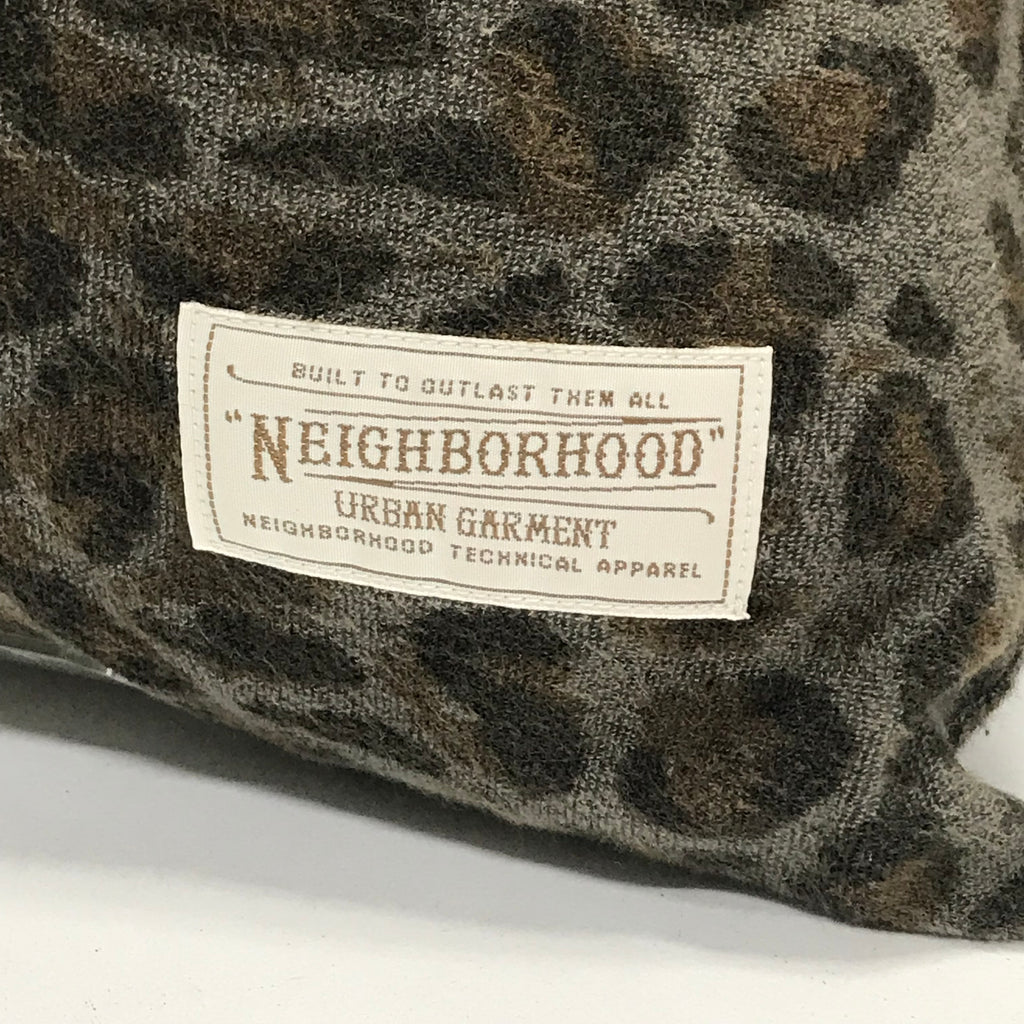 BUILT TO OUTLAST THEM ALL
"NEIGHBORHOOD"
URBAN GARMENT
NEIGHBORHOOD TECHNICAL APPAREL